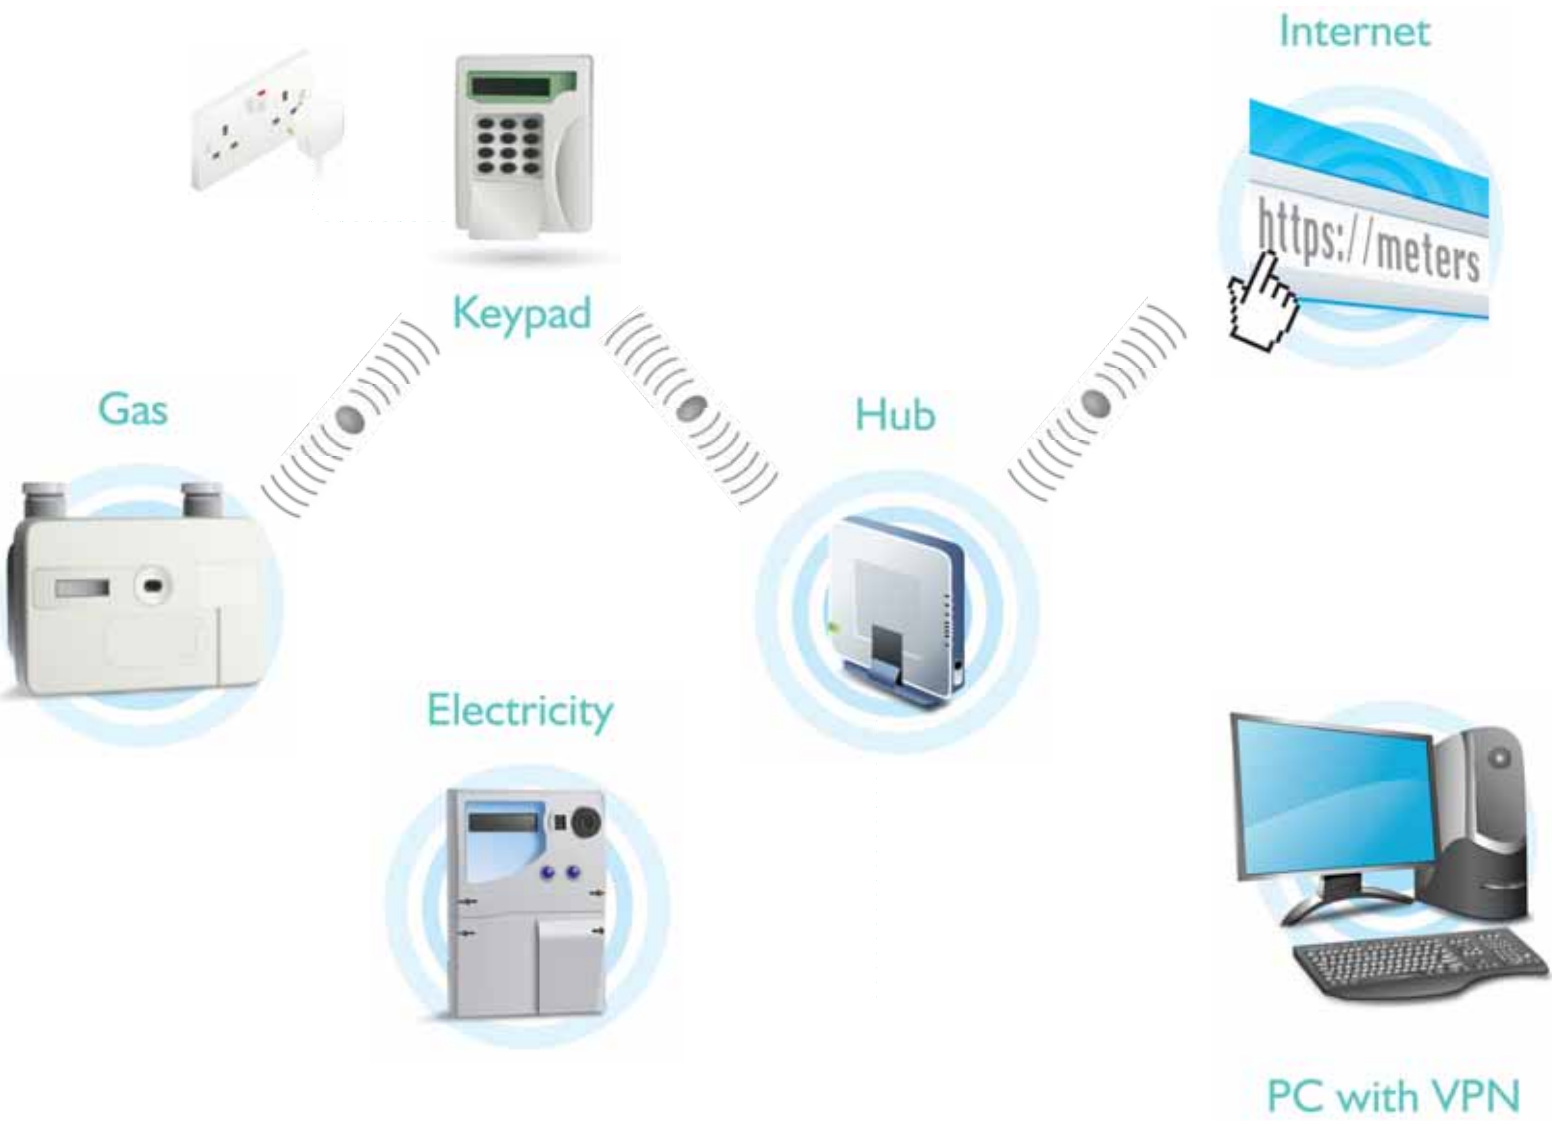 Internet
https://meters
Keypad
Gas
Hub
Electricity
PC with VPN